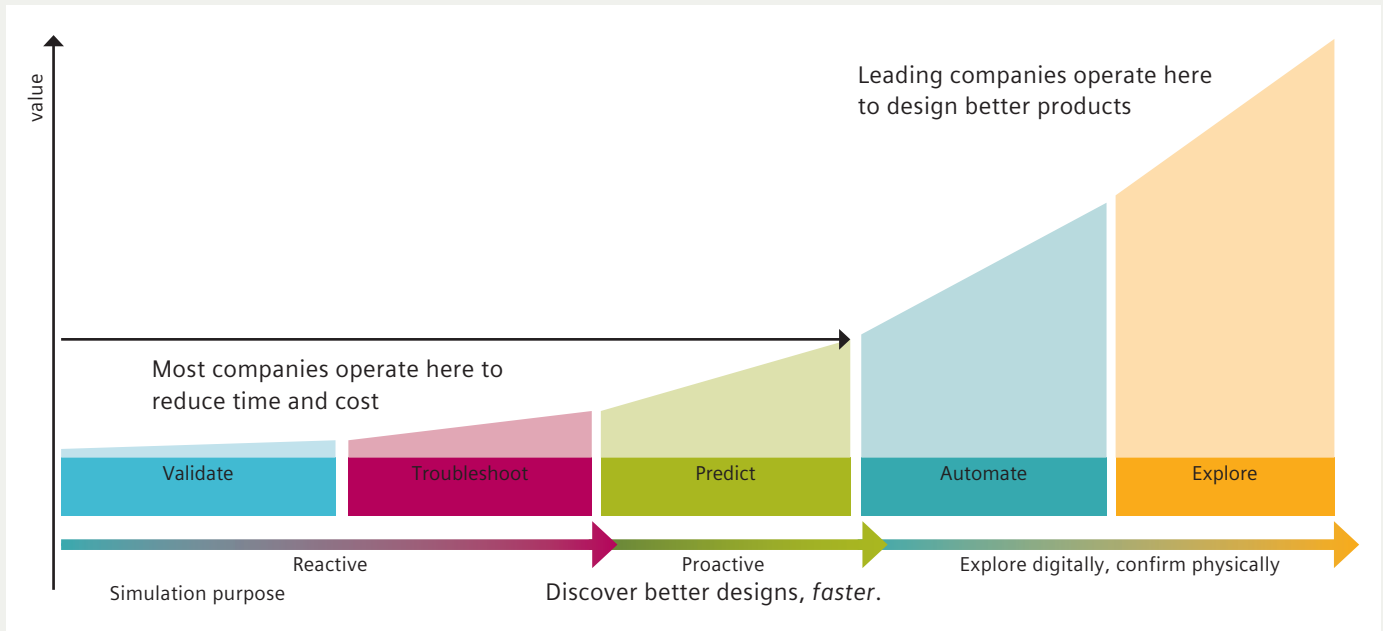 value
Leading companies operate here
to design better products
Most companies operate here to
reduce time and cost
Validate
Troubleshoot
Predict
Automate
Explore
Reactive
Proactive
Explore digitally, confirm physically
Simulation purpose
Discover better designs, faster.